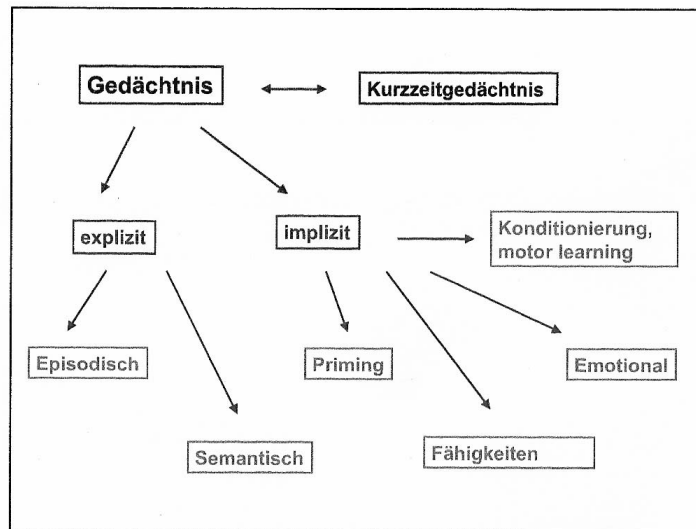 Gedächtnis
Kurzzeitgedächtnis
explizit
implizit
Konditionierung,
motor learning
Episodisch
Priming
Emotional
Semantisch
Fähigkeiten